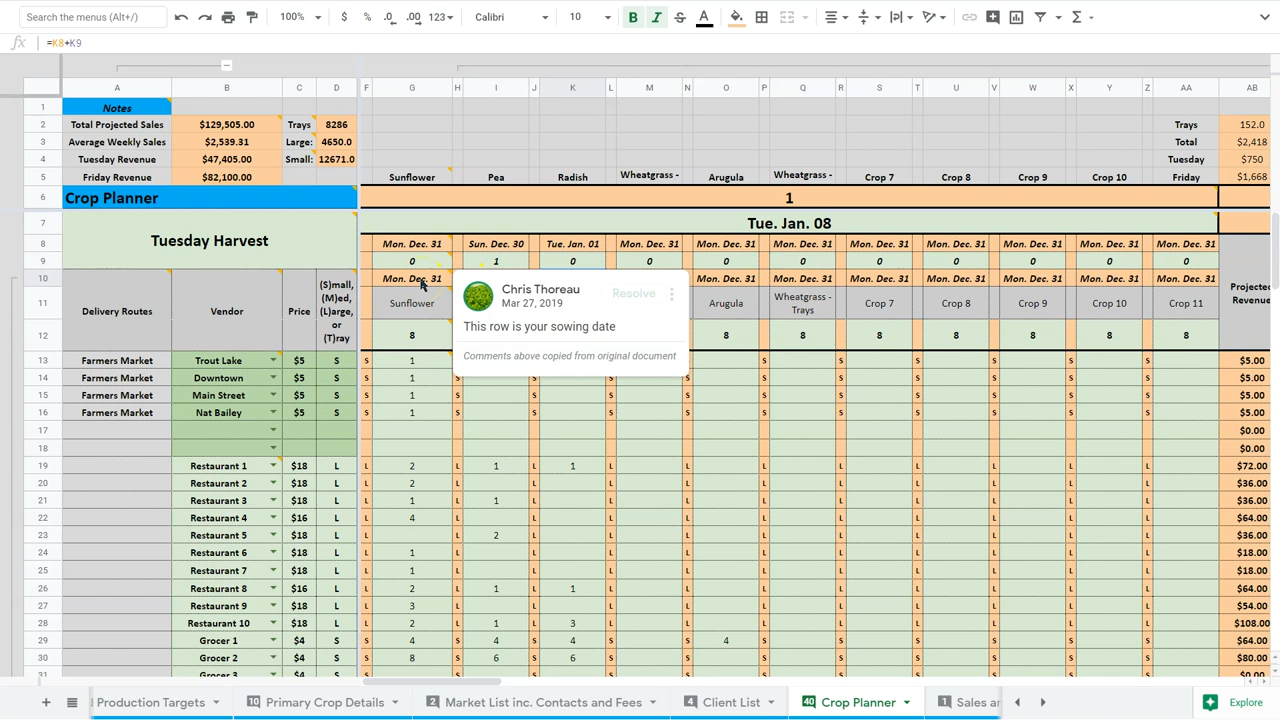 Search the menus (Alt+/) 100% $ % .0 .00 123 Calibri 10 B I S A Σ
fx =K8+K9
A B C D F G H I J K L M N O P Q R S T U V W X Y Z AA AB
1 Notes
2 Total Projected Sales $129,505.00 Trays 8286 Trays 152.0
3 Average Weekly Sales $2,539.31 Large: 4650.0 Total $2,418
4 Tuesday Revenue $47,405.00 Small: 12671.0 Tuesday $750
5 Friday Revenue $82,100.00 Sunflower Pea Radish Wheatgrass - Arugula Wheatgrass - Crop 7 Crop 8 Crop 9 Crop 10 Friday $1,668
6 Crop Planner 1
7 Tue. Jan. 08
Tuesday Harvest
8 Mon. Dec. 31 Sun. Dec. 30 Tue. Jan. 01 Mon. Dec. 31 Mon. Dec. 31 Mon. Dec. 31 Mon. Dec. 31 Mon. Dec. 31 Mon. Dec. 31 Mon. Dec. 31 Mon. Dec. 31
9 0 1 0 0 0 0 0 0 0 0 0
10 Mon. Dec. 31 Mon. Dec. 31 Mon. Dec. 31 Mon. Dec. 31 Mon. Dec. 31 Mon. Dec. 31 Mon. Dec. 31 Mon. Dec. 31
11 Delivery Routes Vendor Price (S)mall, (M)ed, (L)arge, or (T)ray Sunflower Arugula Wheatgrass - Trays Crop 7 Crop 8 Crop 9 Crop 10 Crop 11 Projected Revenue
12 8 8 8 8 8 8 8 8
Chris Thoreau
Mar 27, 2019
Resolve
This row is your sowing date
Comments above copied from original document
13 Farmers Market Trout Lake $5 S S 1 S S S S S S S $5.00
14 Farmers Market Downtown $5 S S 1 S S S S S S S S S S $5.00
15 Farmers Market Main Street $5 S S 1 S S S S S S S S S S $5.00
16 Farmers Market Nat Bailey $5 S S 1 S S S S S S S S S S $5.00
17 $0.00
18 $0.00
19 Restaurant 1 $18 L L 2 L 1 L 1 L L L L L L L L $72.00
20 Restaurant 2 $18 L L 2 L L L L L L L L L L $36.00
21 Restaurant 3 $18 L L 1 L 1 L L L L L L L L L $36.00
22 Restaurant 4 $16 L L 4 L L L L L L L L L L $64.00
23 Restaurant 5 $18 L L L 2 L L L L L L L L L $36.00
24 Restaurant 6 $18 L L 1 L L L L L L L L L L $18.00
25 Restaurant 7 $18 L L 1 L L L L L L L L L L $18.00
26 Restaurant 8 $16 L L 2 L 1 L 1 L L L L L L L L $64.00
27 Restaurant 9 $18 L L 3 L L L L L L L L L L $54.00
28 Restaurant 10 $18 L L 2 L 1 L 3 L L L L L L L L $108.00
29 Grocer 1 $4 S S 4 S 4 S 4 S S 4 S S S S S S $64.00
30 Grocer 2 $4 S S 8 S 6 S 6 S S S S S S S S $80.00
31 Grocer 3
Production Targets 10 Primary Crop Details 2 Market List inc. Contacts and Fees 4 Client List 40 Crop Planner 1 Sales ar Explore